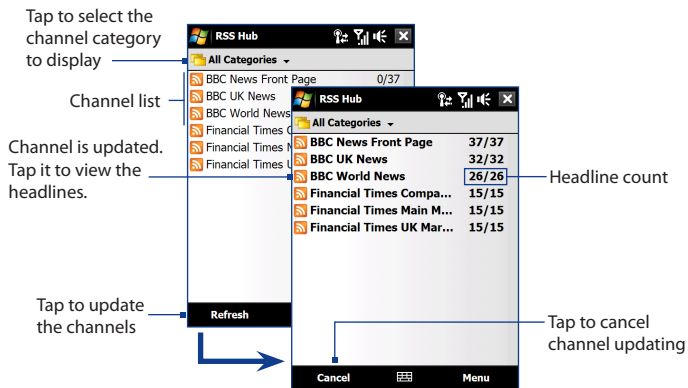 Tap to select the
channel category
to display
Channel list
Channel is updated.
Tap it to view the
headlines.
Tap to update
the channels
RSS Hub
All Categories
BBC News Front Page 0/37
BBC UK News
BBC World News
Financial Times
Financial Times
Financial Times
Refresh
RSS Hub
All Categories
BBC News Front Page 37/37
BBC UK News 32/32
BBC World News 26/26
Financial Times Compa... 15/15
Financial Times Main M... 15/15
Financial Times UK Mar... 15/15
Cancel Menu
Headline count
Tap to cancel
channel updating